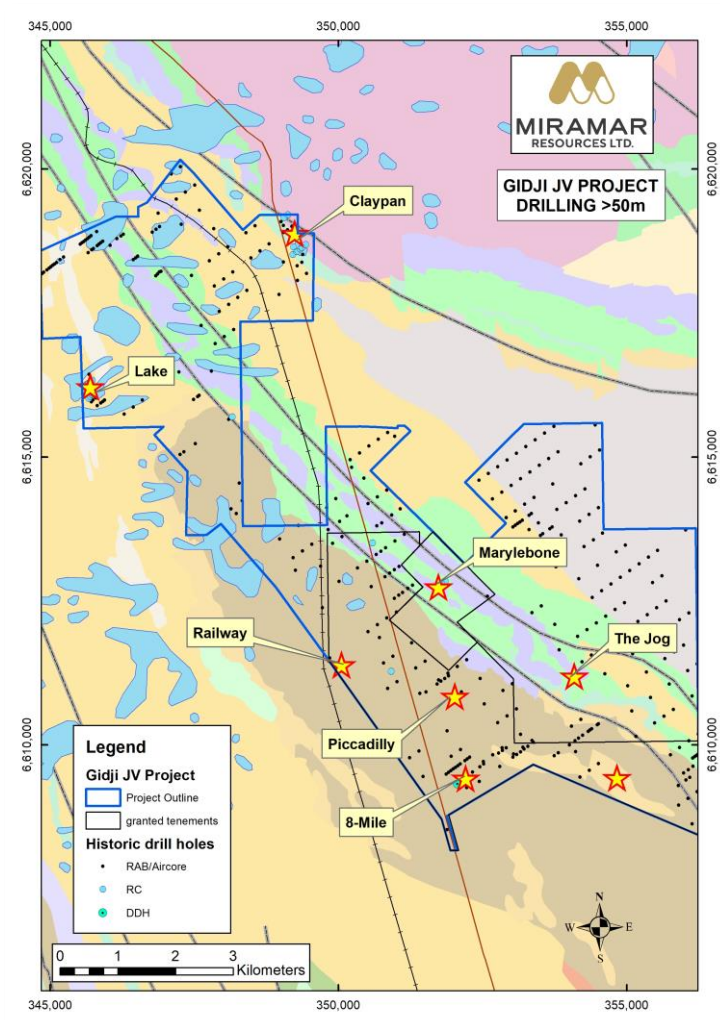 345,000 350,000 355,000
MIRAMAR
RESOURCES LTD.
GIDJI JV PROJECT
DRILLING >50m
6,620,000 6,620,000
Claypan
Lake
6,615,000 6,615,000
Marylebone
Railway
The Jog
Piccadilly
6,610,000 6,610,000
8-Mile
Legend
Gidji JV Project
Project Outline
granted tenements
Historic drill holes
RAB/Aircore
RC
DDH
N
W E
S
0 1 2 3
Kilometers
345,000 350,000 355,000